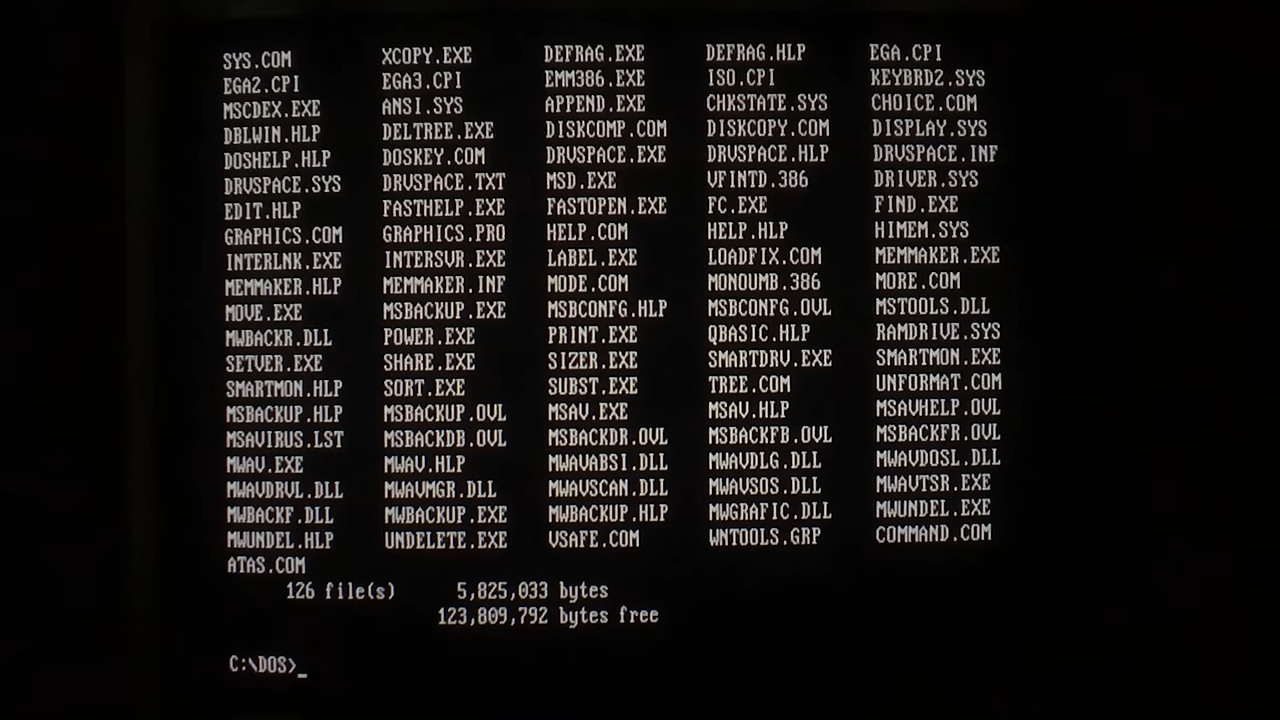 SYS.COM XCOPY.EXE DEFRAG.EXE DEFRAG.HLP EGA.CPI
EGA2.CPI EGA3.CPI EMM386.EXE ISO.CPI KEYBRD2.SYS
MSCDEX.EXE ANSI.SYS APPEND.EXE CHKSTATE.SYS CHOICE.COM
DBLWIN.HLP DELTREE.EXE DISKCOMP.COM DISKCOPY.COM DISPLAY.SYS
DOSHELP.HLP DOSKEY.COM DRVSPACE.EXE DRVSPACE.HLP DRVSPACE.INF
DRVSPACE.SYS DRVSPACE.TXT MSD.EXE VFINTD.386 DRIVER.SYS
EDIT.HLP FASTHELP.EXE FASTOPEN.EXE FC.EXE FIND.EXE
GRAPHICS.COM GRAPHICS.PRO HELP.COM HELP.HLP HIMEM.SYS
INTERLNK.EXE INTERSVR.EXE LABEL.EXE LOADFIX.COM MEMMAKER.EXE
MEMMAKER.HLP MEMMAKER.INF MODE.COM MONOUMB.386 MORE.COM
MOVE.EXE MSBACKUP.EXE MSBCONFG.HLP MSBCONFG.OVL MSTOOLS.DLL
MWBACKR.DLL POWER.EXE PRINT.EXE QBASIC.HLP RAMDRIVE.SYS
SETVER.EXE SHARE.EXE SIZER.EXE SMARTDRV.EXE SMARTMON.EXE
SMARTMON.HLP SORT.EXE SUBST.EXE TREE.COM UNFORMAT.COM
MSBACKUP.HLP MSBACKUP.OVL MSAV.EXE MSAV.HLP MSAVHELP.OVL
MSAVIRUS.LST MSBACKDB.OVL MSBACKDR.OVL MSBACKFB.OVL MSBACKFR.OVL
MWAV.EXE MWAV.HLP MWAVABSI.DLL MWAVDLG.DLL MWAVDOSL.DLL
MWAVDRVL.DLL MWAVMGR.DLL MWAVSCAN.DLL MWAVSOS.DLL MWAVTSR.EXE
MWBACKF.DLL MWBACKUP.EXE MWBACKUP.HLP MWGRAFIC.DLL MWUNDEL.EXE
MWUNDEL.HLP UNDELETE.EXE VSAFE.COM WNTOOLS.GRP COMMAND.COM
ATAS.COM
126 file(s) 5,825,033 bytes
123,809,792 bytes free
C:\DOS>_